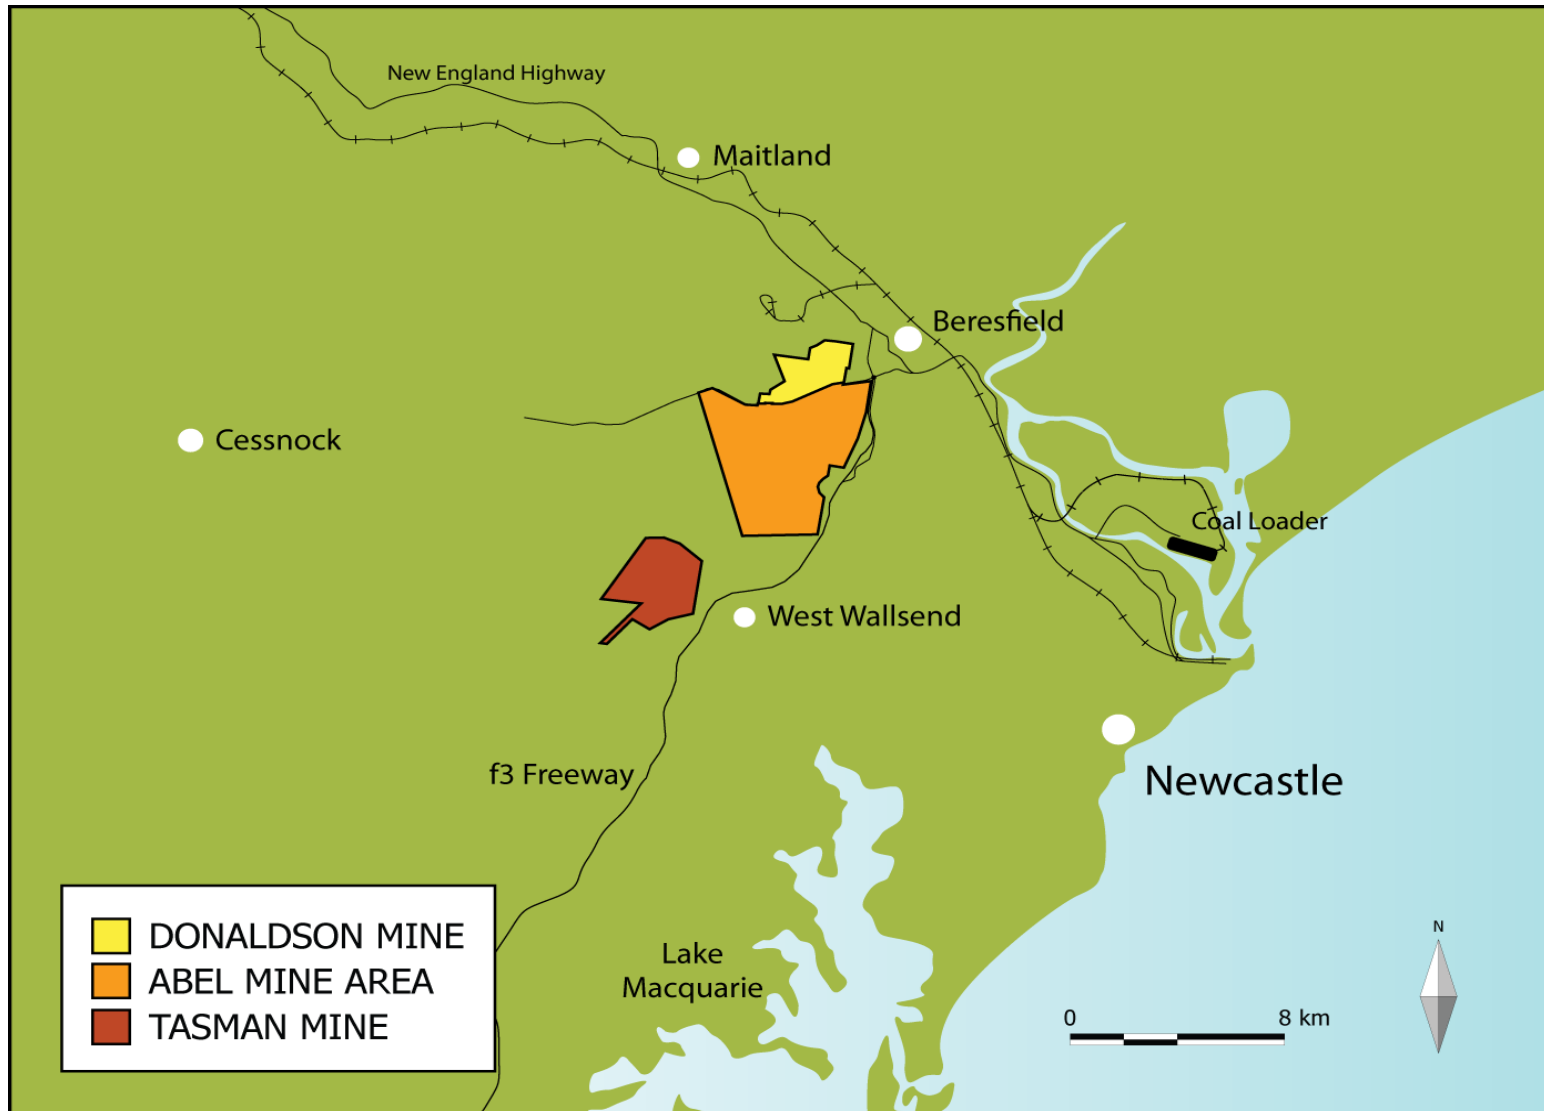 New England Highway
Maitland
Beresfield
Cessnock
Coal Loader
West Wallsend
f3 Freeway
Newcastle
DONALDSON MINE
ABEL MINE AREA
TASMAN MINE
Lake
Macquarie
N
0 8 km